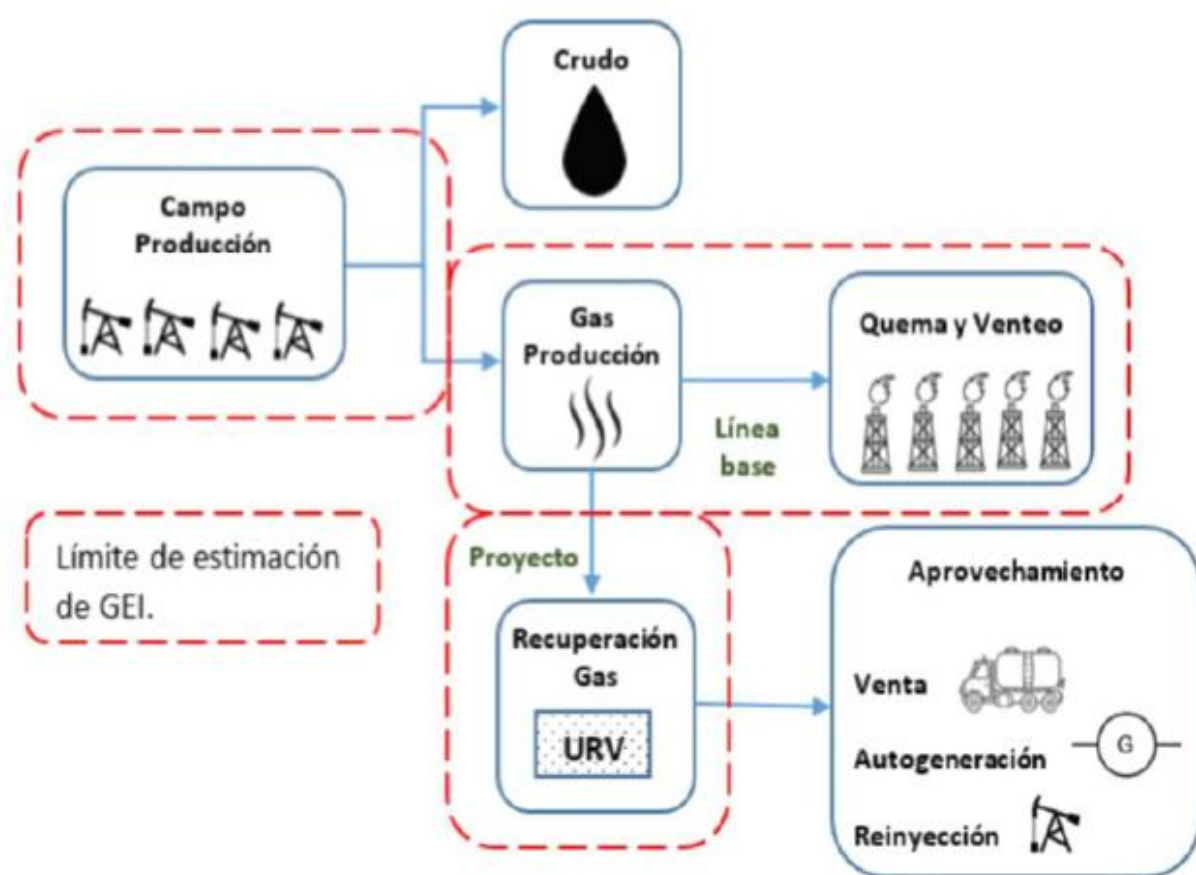 Crudo
Campo
Producción
Gas
Producción
Quema y Venteo
Línea
base
Límite de estimación
de GEI.
Proyecto
Recuperación
Gas
URV
Aprovechamiento
Venta
Autogeneración
G
Reinyección